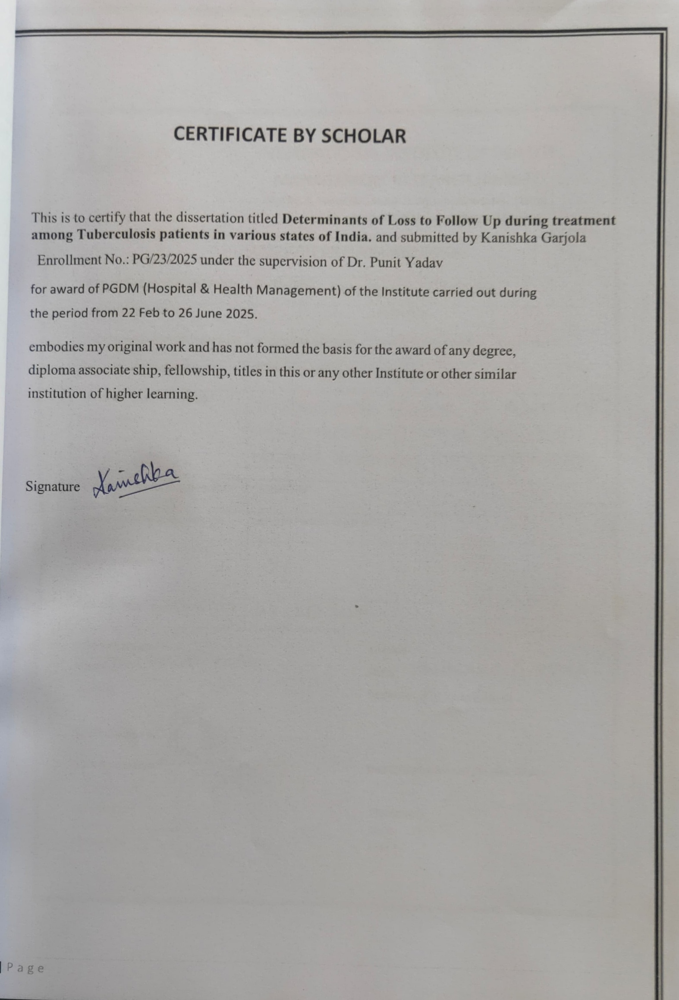 CERTIFICATE BY SCHOLAR
This is to certify that the dissertation titled Determinants of Loss to Follow Up during treatment
among Tuberculosis patients in various states of India. and submitted by Kanishka Garjola
Enrollment No.: PG/23/2025 under the supervision of Dr. Punit Yadav
for award of PGDM (Hospital & Health Management) of the Institute carried out during
the period from 22 Feb to 26 June 2025.
embodies my original work and has not formed the basis for the award of any degree,
diploma associate ship, fellowship, titles in this or any other Institute or other similar
institution of higher learning.
Signature Kanishka
| Page